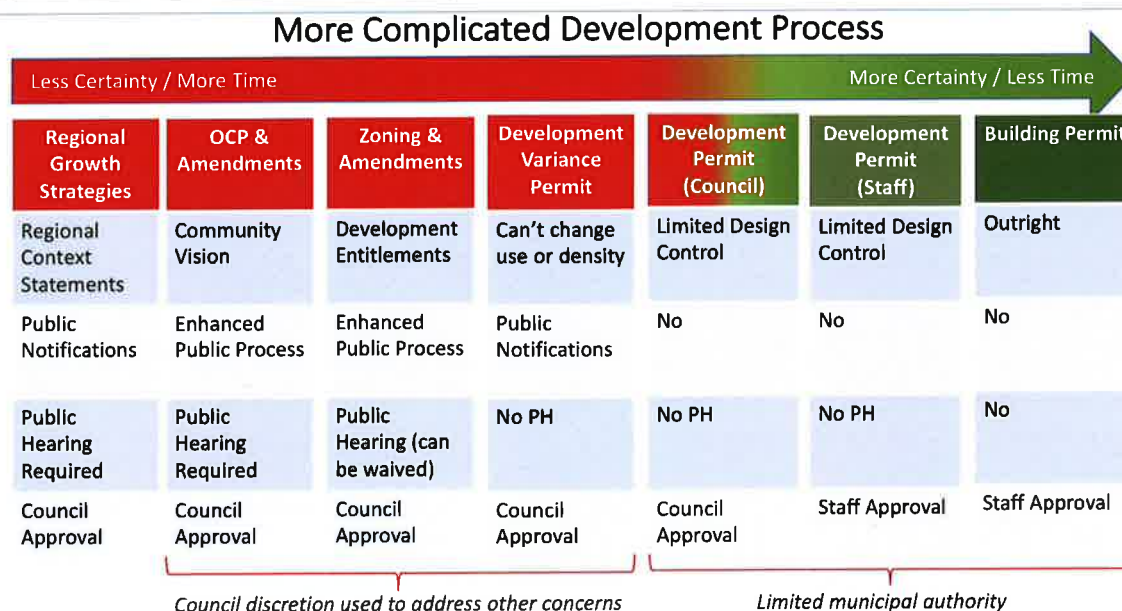 More Complicated Development Process
Less Certainty / More Time
More Certainty / Less Time
Regional
Growth
Strategies
OCP &
Amendments
Zoning &
Amendments
Development
Variance
Permit
Development
Permit
(Council)
Development
Permit
(Staff)
Building Permit
Regional
Context
Statements
Community
Vision
Development
Entitlements
Can't change
use or density
Limited Design
Control
Limited Design
Control
Outright
Public
Notifications
Enhanced
Public Process
Enhanced
Public Process
Public
Notifications
No
No
No
Public
Hearing
Required
Public
Hearing
Required
Public
Hearing (can
be waived)
No PH
No PH
No PH
No
Council
Approval
Council
Approval
Council
Approval
Council
Approval
Council
Approval
Staff Approval
Staff Approval
Council discretion used to address other concerns
Limited municipal authority